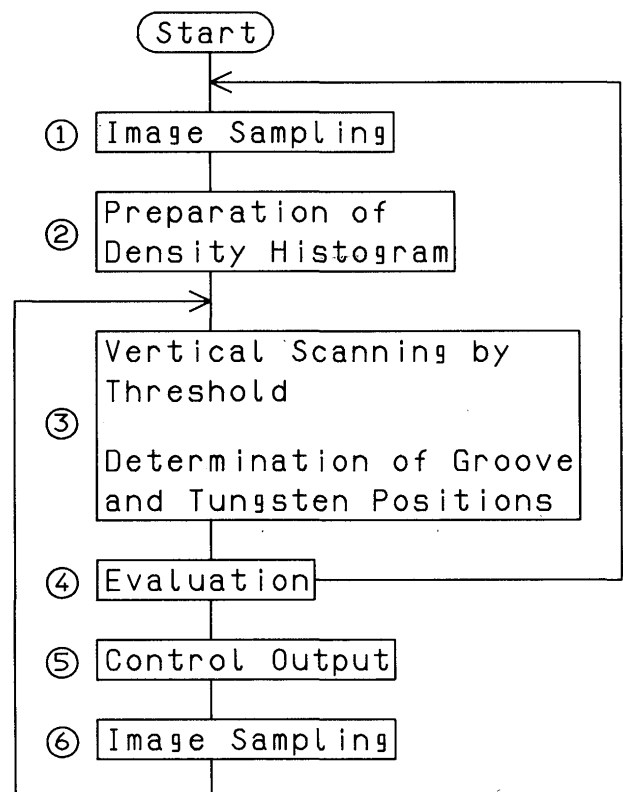 Start
① Image Sampling
② Preparation of
Density Histogram
③ Vertical Scanning by
Threshold
Determination of Groove
and Tungsten Positions
④ Evaluation
⑤ Control Output
⑥ Image Sampling